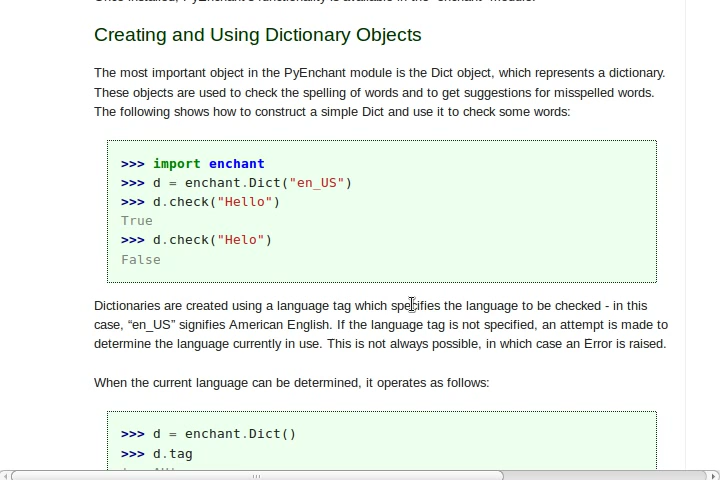 Creating and Using Dictionary Objects
The most important object in the PyEnchant module is the Dict object, which represents a dictionary.
These objects are used to check the spelling of words and to get suggestions for misspelled words.
The following shows how to construct a simple Dict and use it to check some words:
>>> import enchant
>>> d = enchant.Dict("en_US")
>>> d.check("Hello")
True
>>> d.check("Helo")
False
Dictionaries are created using a language tag which specifies the language to be checked - in this
case, “en_US” signifies American English. If the language tag is not specified, an attempt is made to
determine the language currently in use. This is not always possible, in which case an Error is raised.
When the current language can be determined, it operates as follows:
>>> d = enchant.Dict()
>>> d.tag